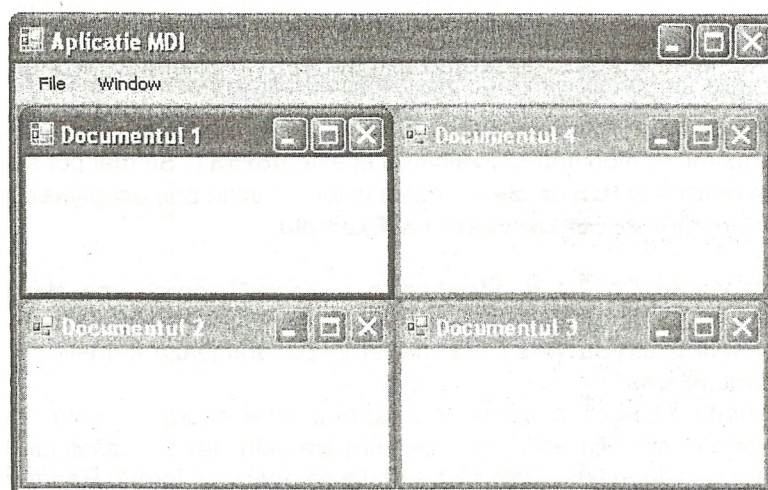 Aplicatie MDI
File Window
Documentul 1
Documentul 4
Documentul 2
Documentul 3